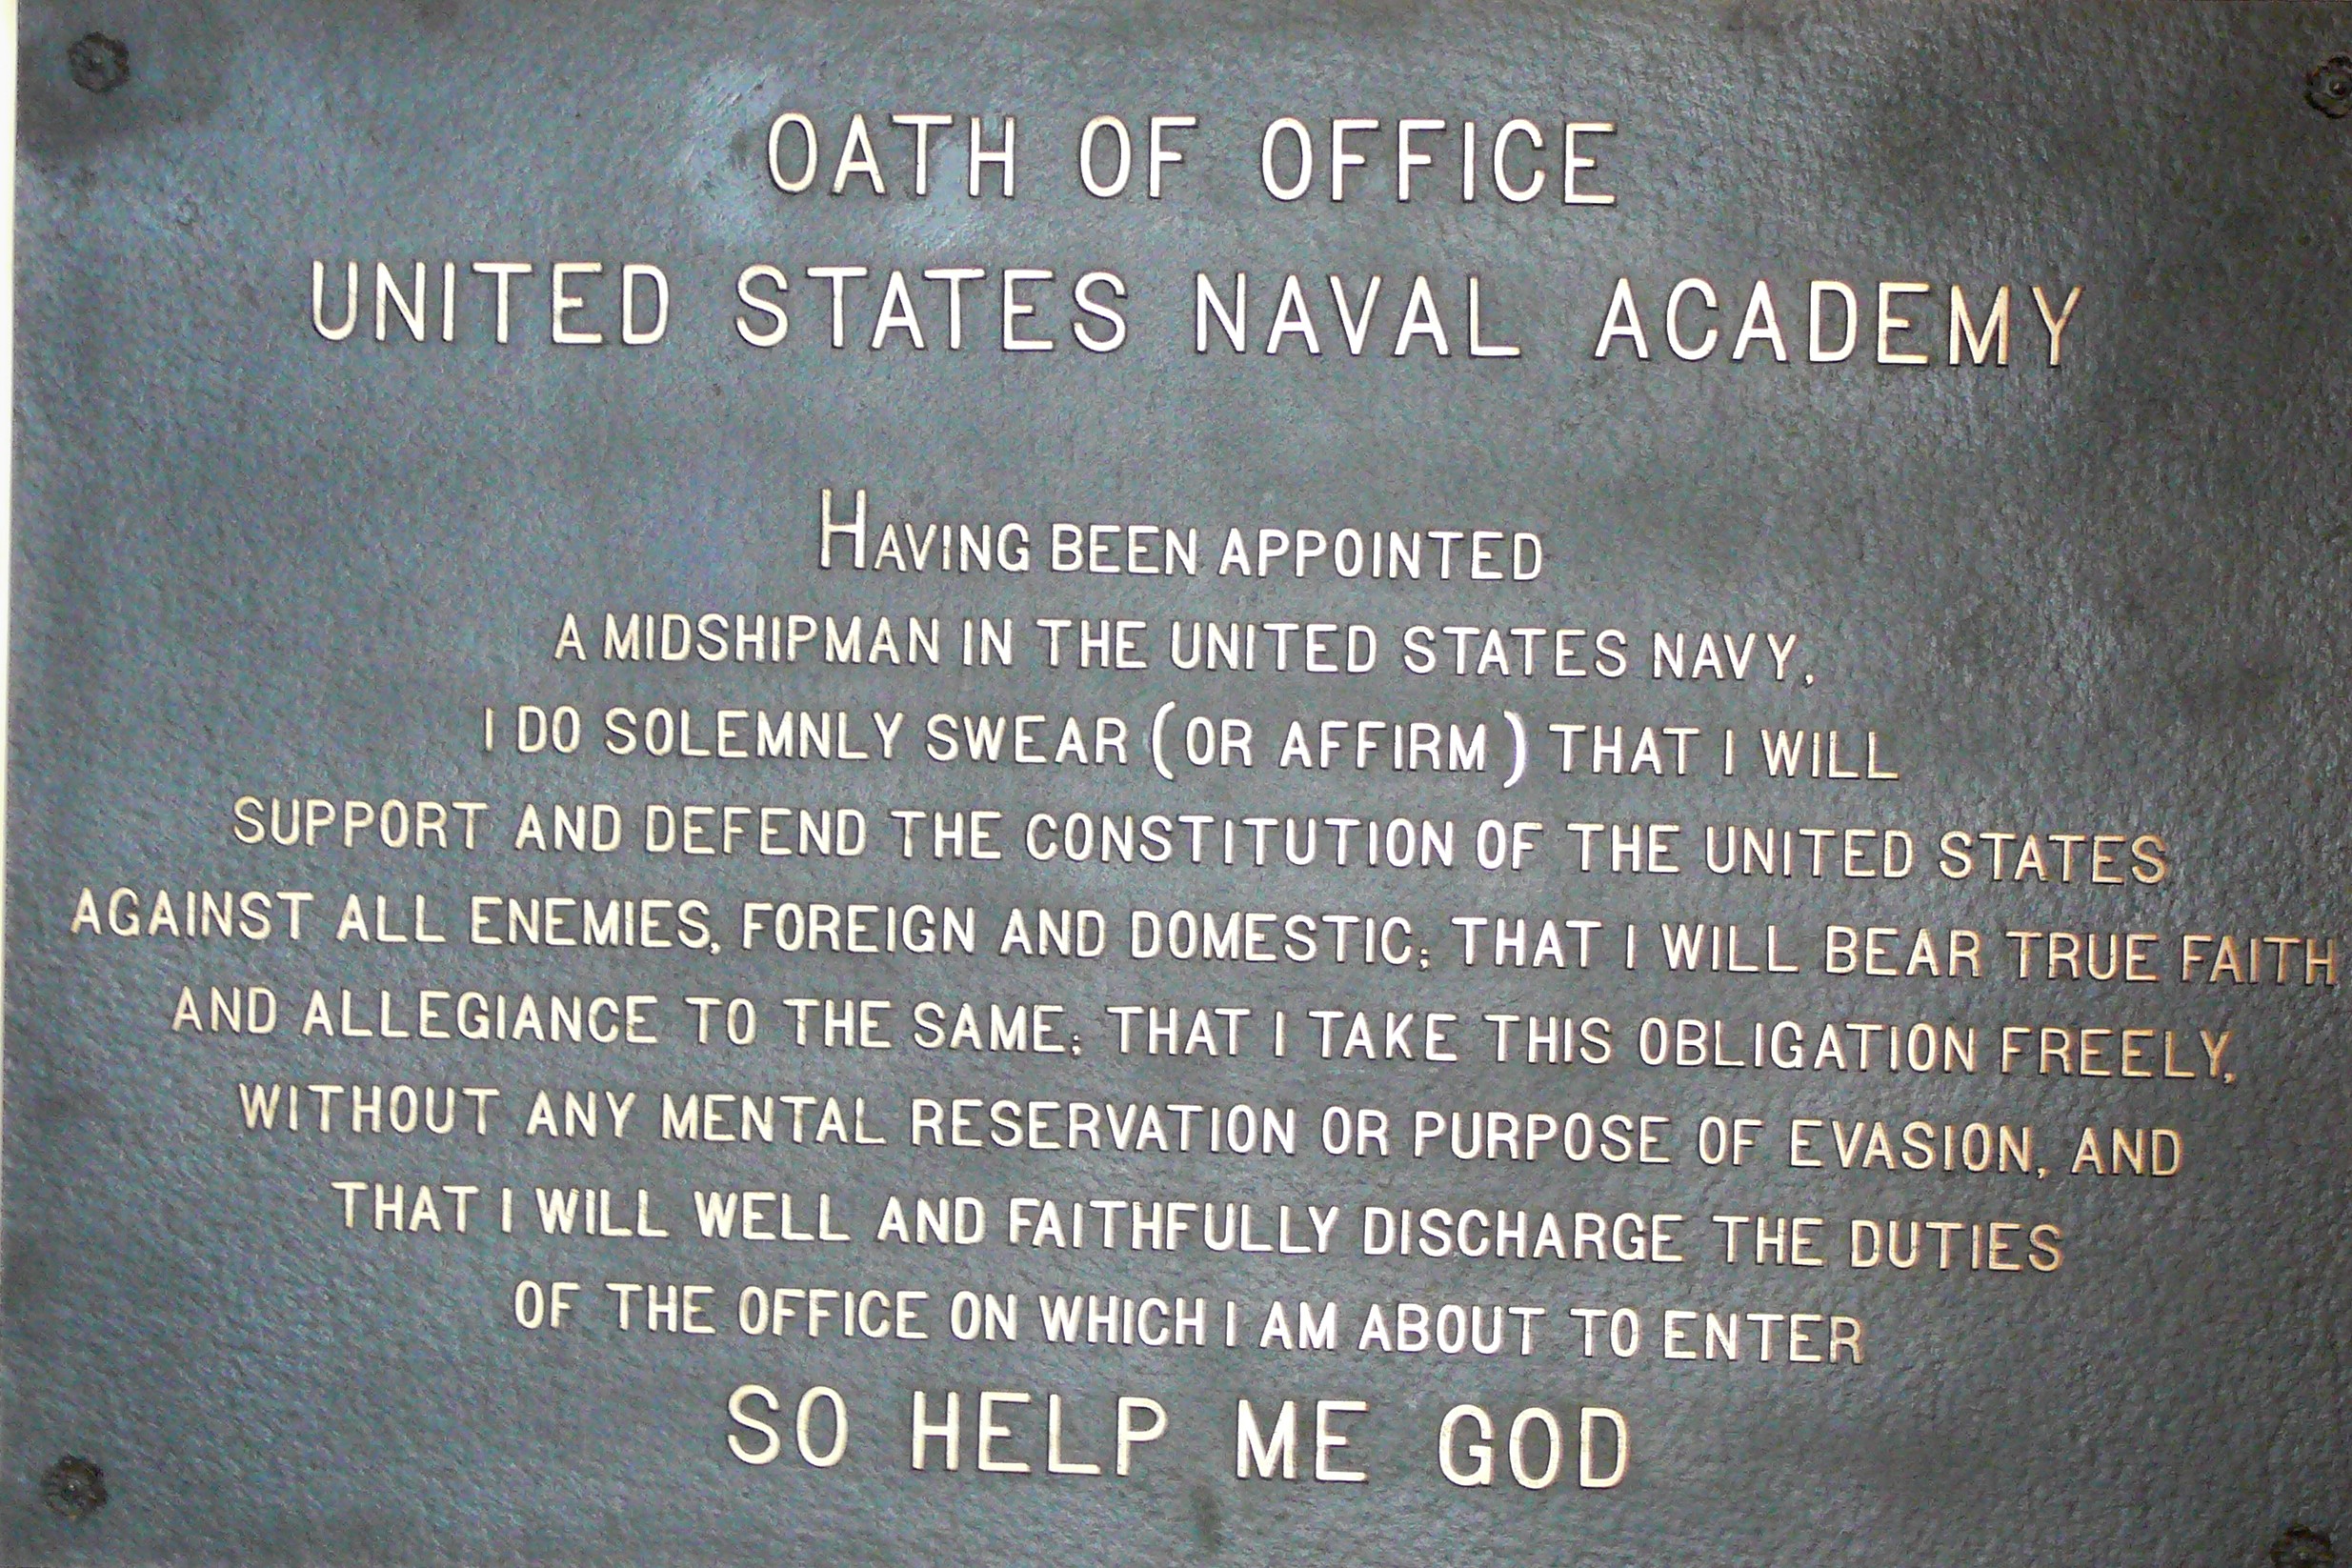 OATH OF OFFICE
UNITED STATES NAVAL ACADEMY
HAVING BEEN APPOINTED
A MIDSHIPMAN IN THE UNITED STATES NAVY,
I DO SOLEMNLY SWEAR (OR AFFIRM) THAT I WILL
SUPPORT AND DEFEND THE CONSTITUTION OF THE UNITED STATES
AGAINST ALL ENEMIES, FOREIGN AND DOMESTIC; THAT I WILL BEAR TRUE FAITH
AND ALLEGIANCE TO THE SAME; THAT I TAKE THIS OBLIGATION FREELY,
WITHOUT ANY MENTAL RESERVATION OR PURPOSE OF EVASION, AND
THAT I WILL WELL AND FAITHFULLY DISCHARGE THE DUTIES
OF THE OFFICE ON WHICH I AM ABOUT TO ENTER
SO HELP ME GOD